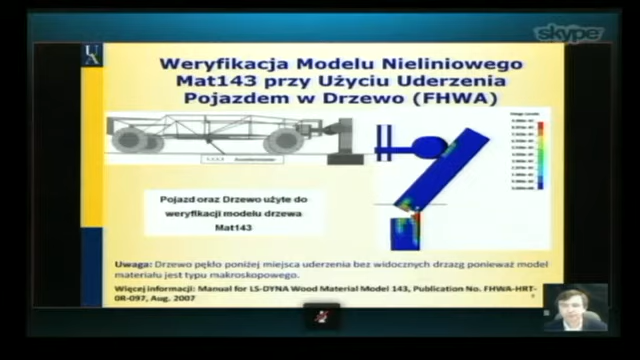 skype
UA
Weryfikacja Modelu Nieliniowego
Mat143 przy Użyciu Uderzenia
Pojazdem w Drzewo (FHWA)
Pojazd oraz Drzewo użyte do
weryfikacji modelu drzewa
Mat143
Uwaga: Drzewo pękło poniżej miejsca uderzenia bez widocznych drzazg ponieważ model
materiału jest typu makroskopowego.
Więcej informacji: Manual for LS-DYNA Wood Material Model 143, Publication No. FHWA-HRT-
0R-097, Aug. 2007